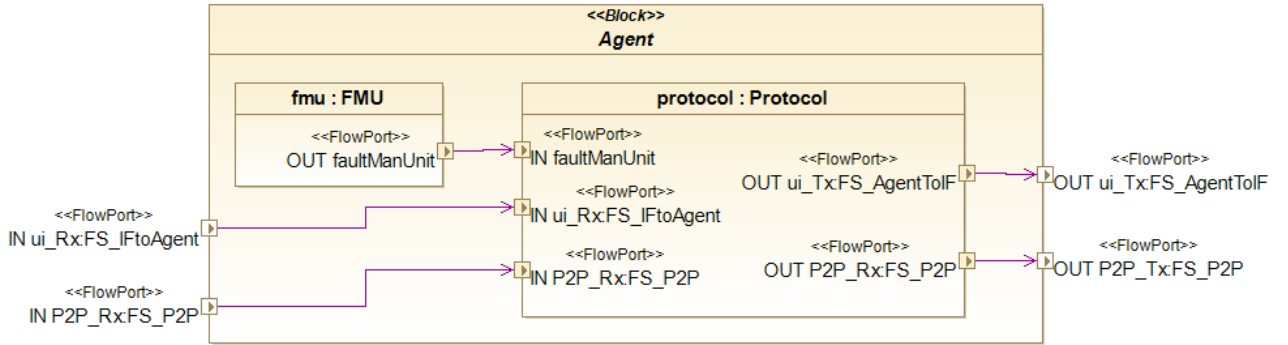 <<Block>>
Agent
fmu : FMU
<<FlowPort>>
OUT faultManUnit
protocol : Protocol
<<FlowPort>>
IN faultManUnit
<<FlowPort>>
IN ui_Rx:FS_IFtoAgent
<<FlowPort>>
IN P2P_Rx:FS_P2P
<<FlowPort>>
OUT ui_Tx:FS_AgentToIF
<<FlowPort>>
OUT P2P_Rx:FS_P2P
<<FlowPort>>
IN ui_Rx:FS_IFtoAgent
<<FlowPort>>
IN P2P_Rx:FS_P2P
<<FlowPort>>
OUT ui_Tx:FS_AgentToIF
<<FlowPort>>
OUT P2P_Tx:FS_P2P